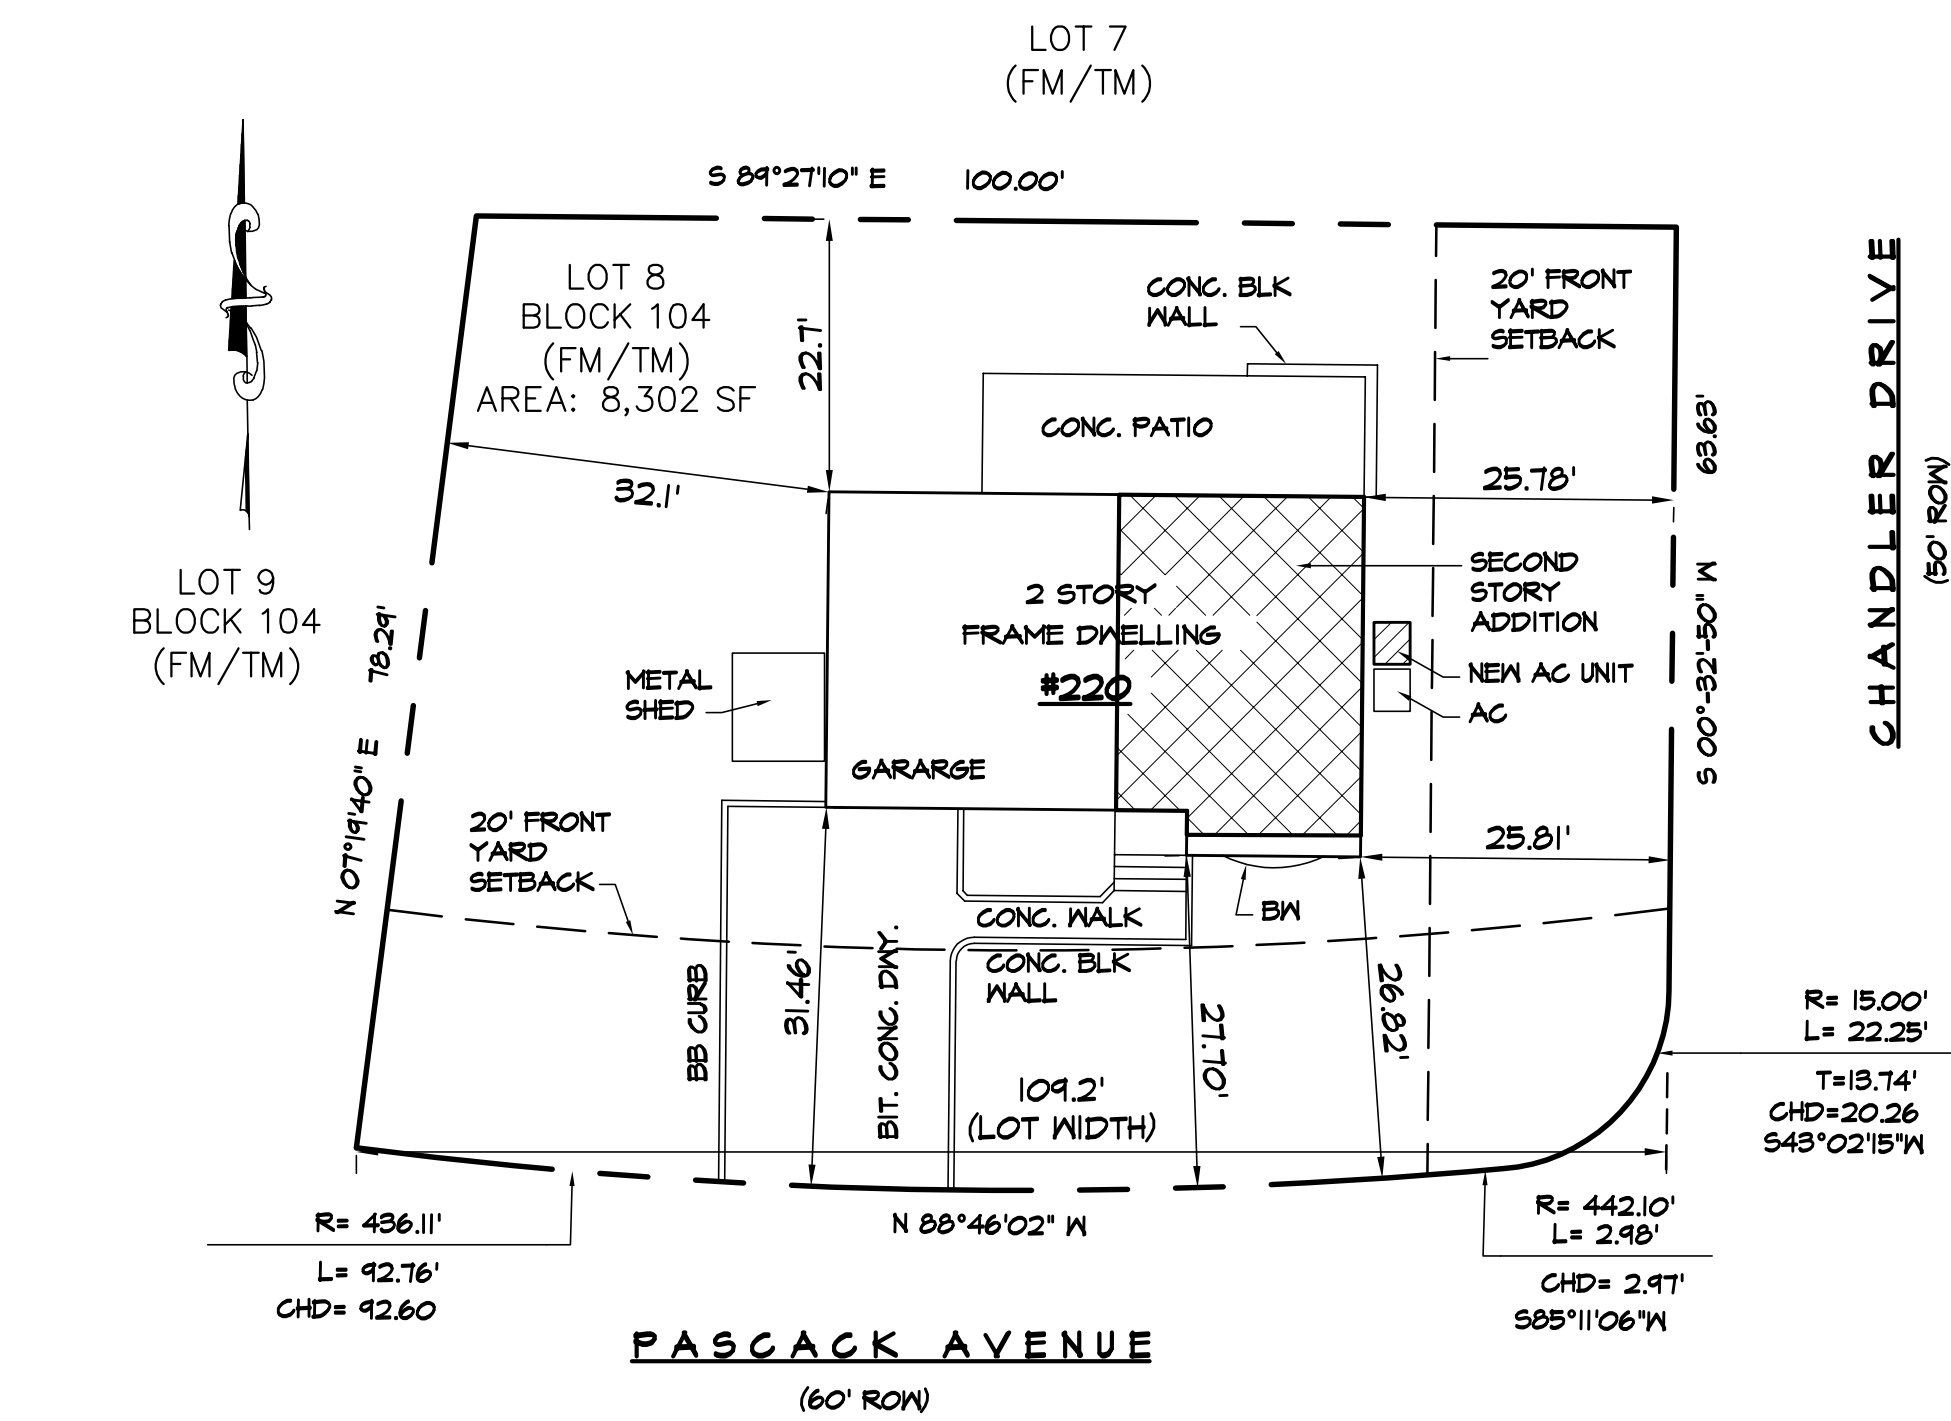 LOT 7
(FM/TM)
S 89°27'10" E 100.00'
LOT 8
BLOCK 104
(FM/TM)
AREA: 8,302 SF
22.7'
CONC. BLK
WALL
20' FRONT
YARD
SETBACK
CHANDLER DRIVE
(50' ROW)
63.63'
S 00°-32'-50" W
CONC. PATIO
32.1'
25.78'
LOT 9
BLOCK 104
(FM/TM)
78.29'
N 07°19'40" E
2 STORY
FRAME DWELLING
#220
SECOND
STORY
ADDITION
NEW AC UNIT
AC
METAL
SHED
GARARGE
20' FRONT
YARD
SETBACK
25.81'
BW
CONC. WALK
CONC. BLK
WALL
BB CURB
31.46'
BIT. CONC. DWY.
27.70'
26.82'
109.2'
(LOT WIDTH)
R= 15.00'
L= 22.25'
T=13.74'
CHD=20.26
S43°02'15"W
R= 436.11'
L= 92.76'
CHD= 92.60
N 88°46'02" W
R= 442.10'
L= 2.98'
CHD= 2.97'
S85°11'06"W
PASCACK AVENUE
(60' ROW)